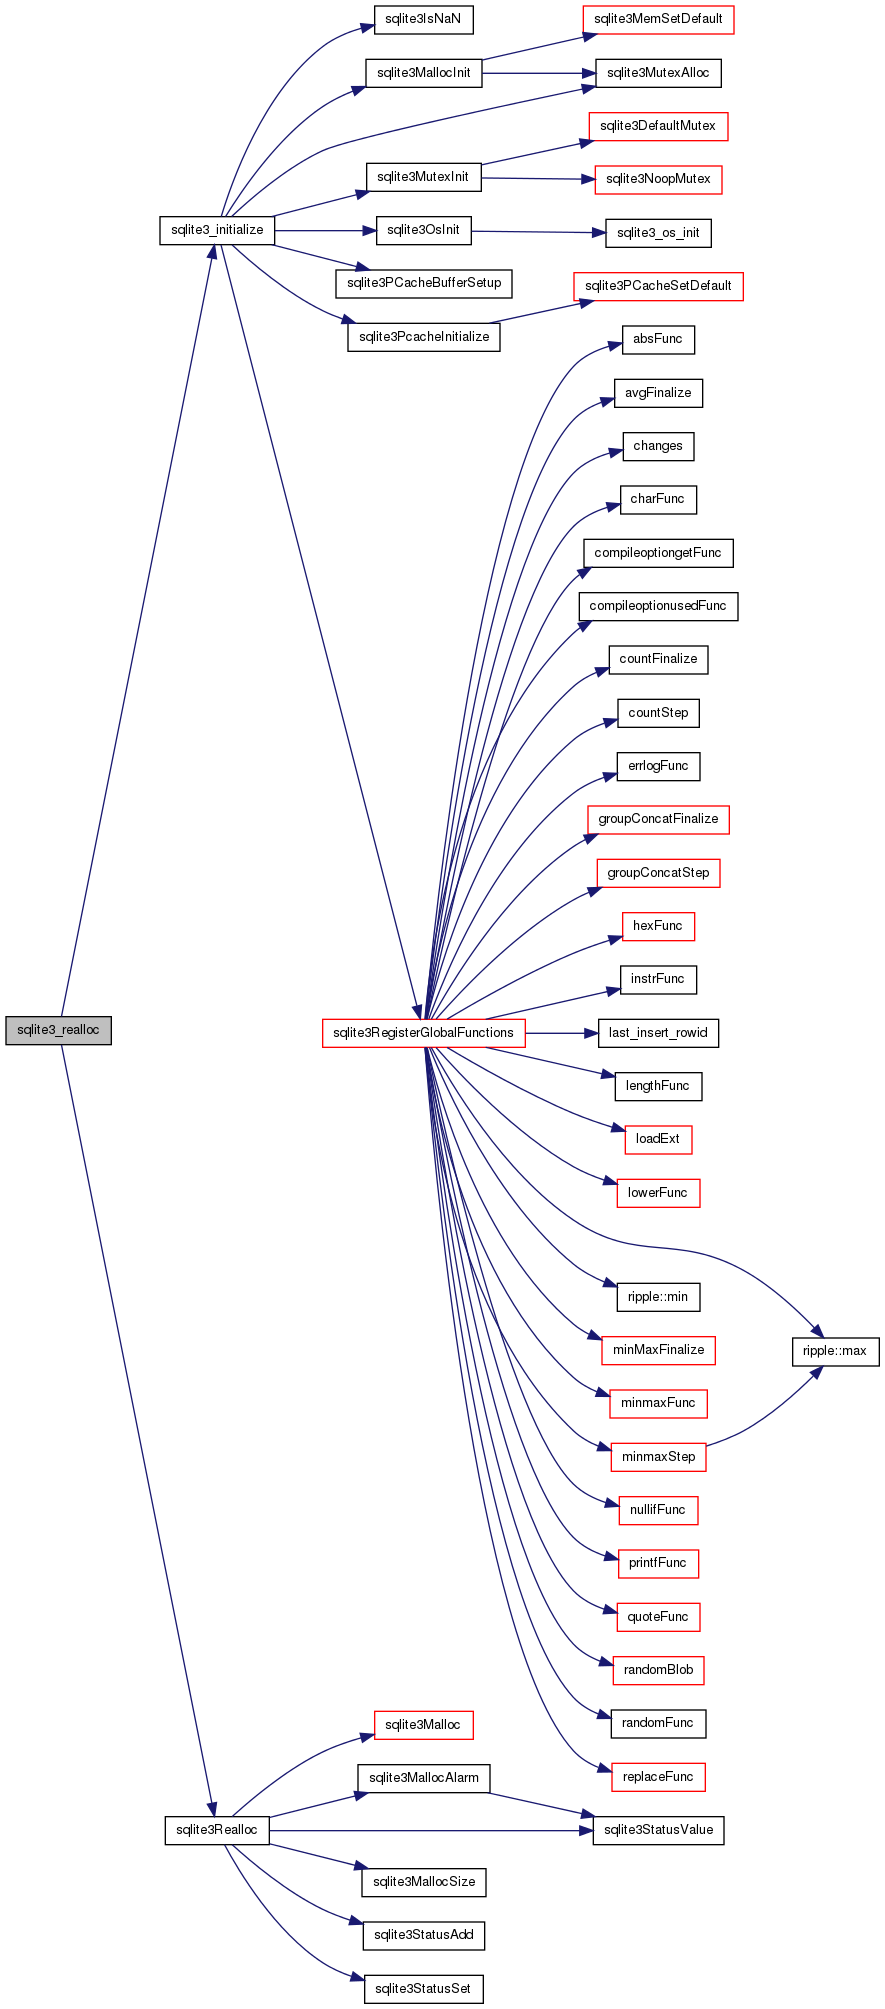 sqlite3IsNaN
sqlite3MemSetDefault
sqlite3MallocInit
sqlite3MutexAlloc
sqlite3DefaultMutex
sqlite3MutexInit
sqlite3NoopMutex
sqlite3_initialize
sqlite3OsInit
sqlite3_os_init
sqlite3PCacheBufferSetup
sqlite3PCacheSetDefault
sqlite3PcacheInitialize
absFunc
avgFinalize
changes
charFunc
compileoptiongetFunc
compileoptionusedFunc
countFinalize
countStep
errlogFunc
groupConcatFinalize
groupConcatStep
hexFunc
instrFunc
sqlite3_realloc
sqlite3RegisterGlobalFunctions
last_insert_rowid
lengthFunc
loadExt
lowerFunc
ripple::min
minMaxFinalize
ripple::max
minmaxFunc
minmaxStep
nullifFunc
printfFunc
quoteFunc
randomBlob
randomFunc
sqlite3Malloc
replaceFunc
sqlite3MallocAlarm
sqlite3Realloc
sqlite3StatusValue
sqlite3MallocSize
sqlite3StatusAdd
sqlite3StatusSet